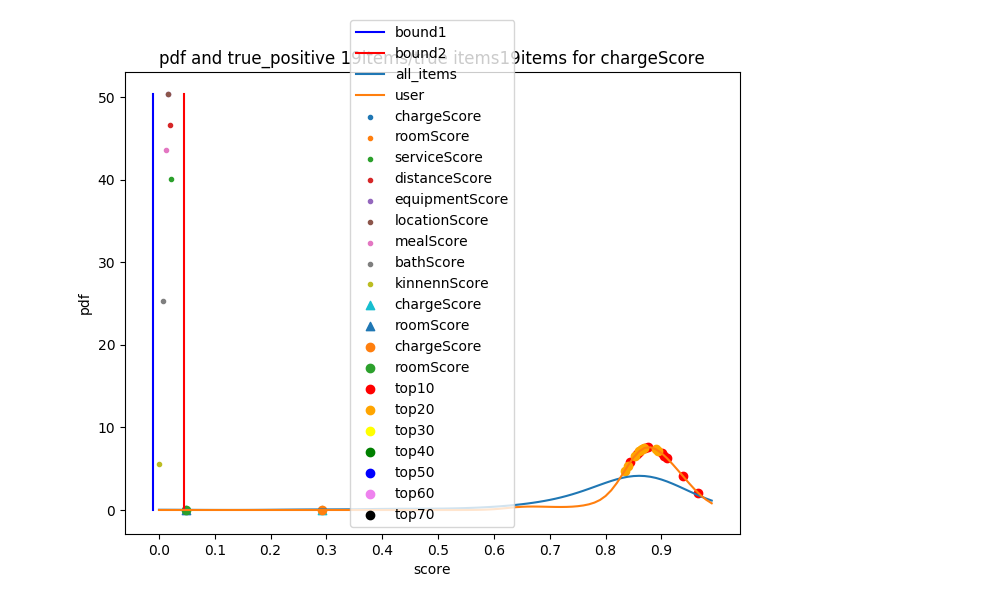 pdf and true_positive 19items/true items19items for chargeScore
bound1
bound2
all_items
user
chargeScore
roomScore
serviceScore
distanceScore
equipmentScore
locationScore
mealScore
bathScore
kinnennScore
chargeScore
roomScore
chargeScore
roomScore
top10
top20
top30
top40
top50
top60
top70
pdf
50
40
30
20
10
0
0.0 0.1 0.2 0.3 0.4 0.5 0.6 0.7 0.8 0.9
score